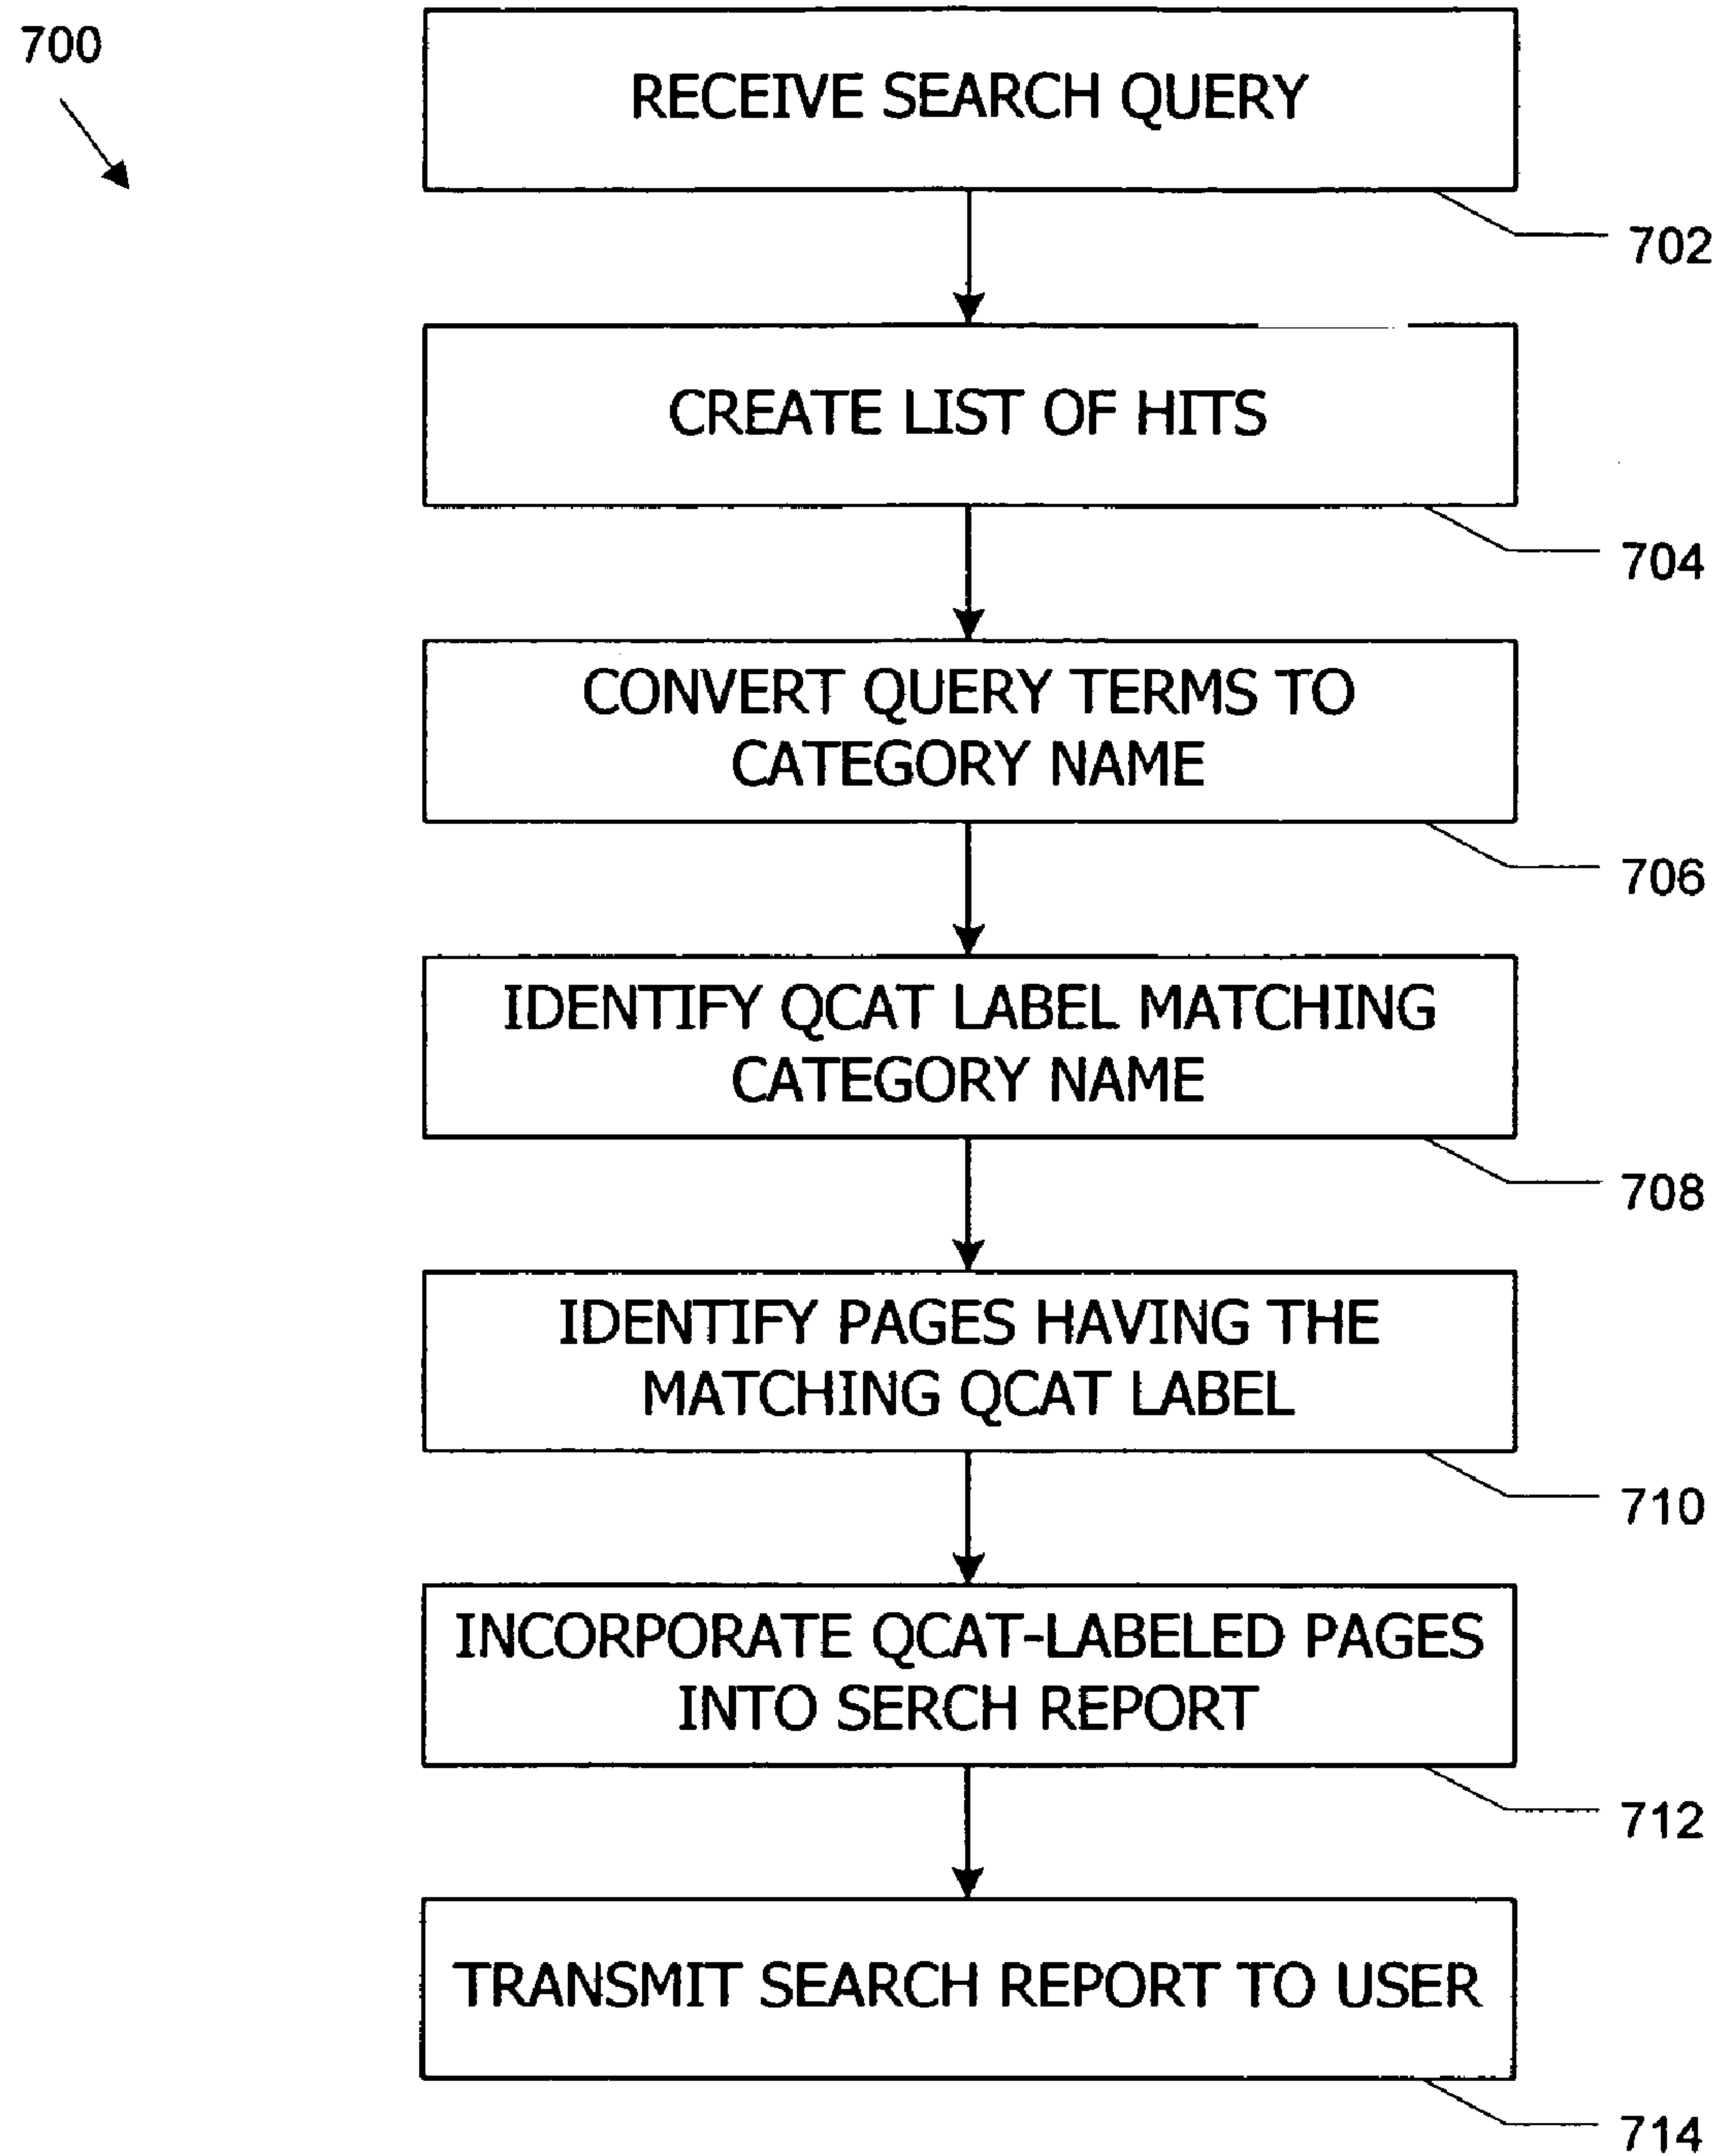 700
RECEIVE SEARCH QUERY
702
CREATE LIST OF HITS
704
CONVERT QUERY TERMS TO
CATEGORY NAME
706
IDENTIFY QCAT LABEL MATCHING
CATEGORY NAME
708
IDENTIFY PAGES HAVING THE
MATCHING QCAT LABEL
710
INCORPORATE QCAT-LABELED PAGES
INTO SERCH REPORT
712
TRANSMIT SEARCH REPORT TO USER
714